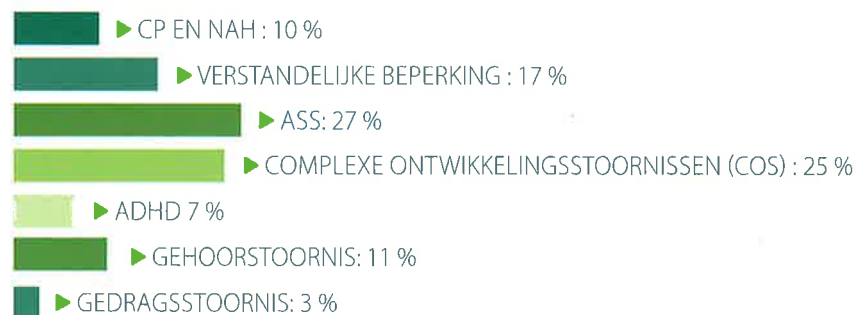 CP EN NAH : 10 %
VERSTANDELIJKE BEPERKING : 17 %
ASS: 27 %
COMPLEXE ONTWIKKELINGSSTOORNISSEN (COS) : 25 %
ADHD 7 %
GEHOORSTOORNIS: 11 %
GEDRAGSSTOORNIS: 3 %